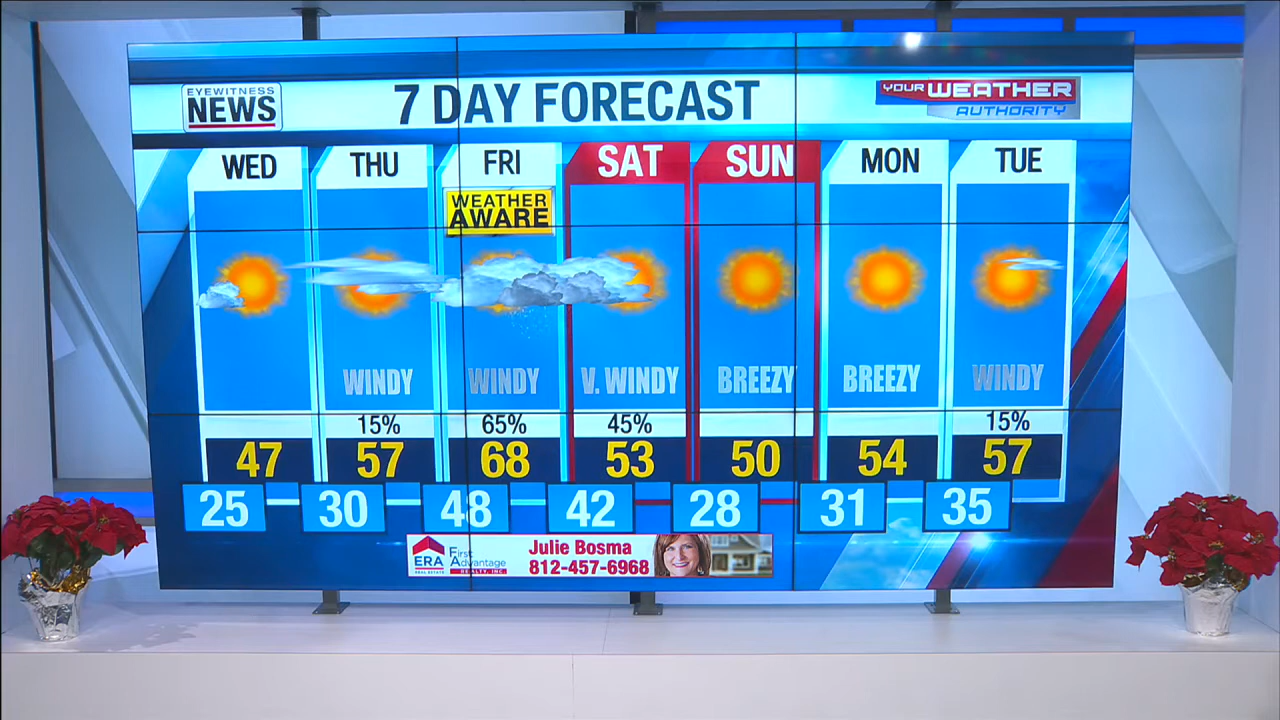 EYEWITNESS
NEWS
7 DAY FORECAST
YOUR WEATHER
AUTHORITY
WED THU FRI SAT SUN MON TUE
WEATHER
AWARE
WINDY WINDY V. WINDY BREEZY BREEZY WINDY
15% 65% 45% 15%
47 57 68 53 50 54 57
25 30 48 42 28 31 35
ERA
REAL ESTATE
First
Advantage
REALTY, INC
Julie Bosma
812-457-6968